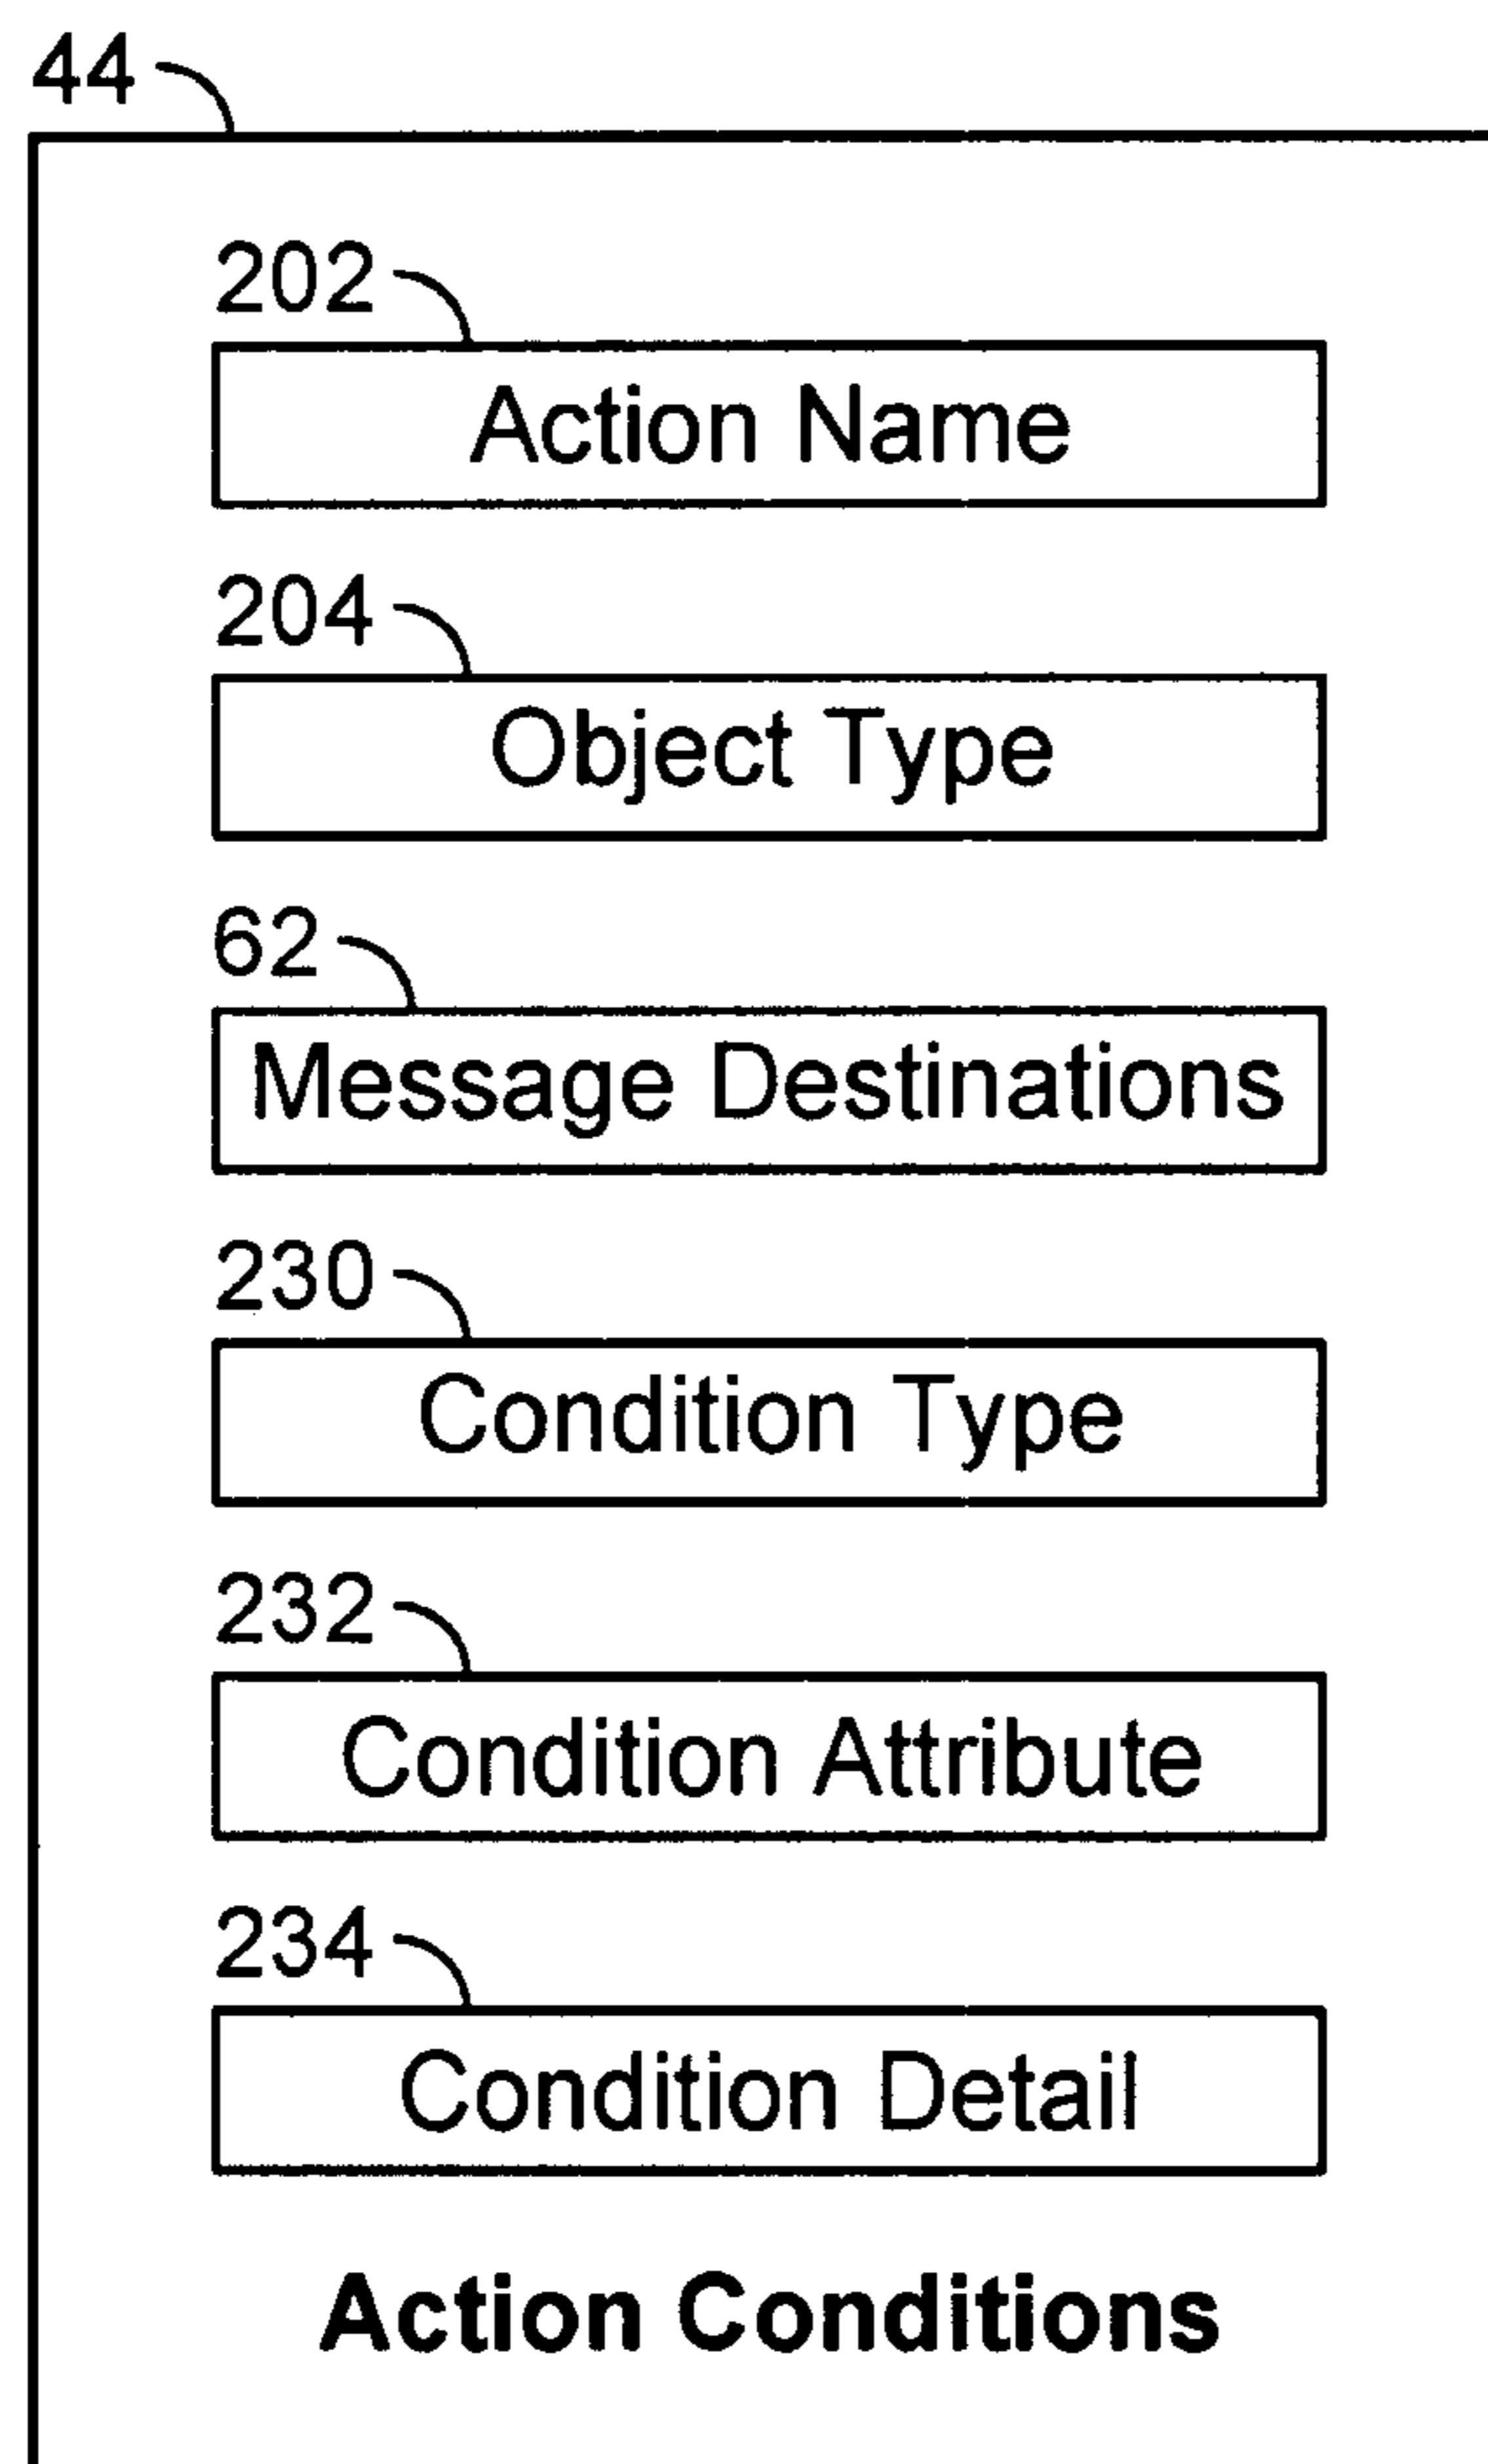 44
202
Action Name
204
Object Type
62
Message Destinations
230
Condition Type
232
Condition Attribute
234
Condition Detail
Action Conditions